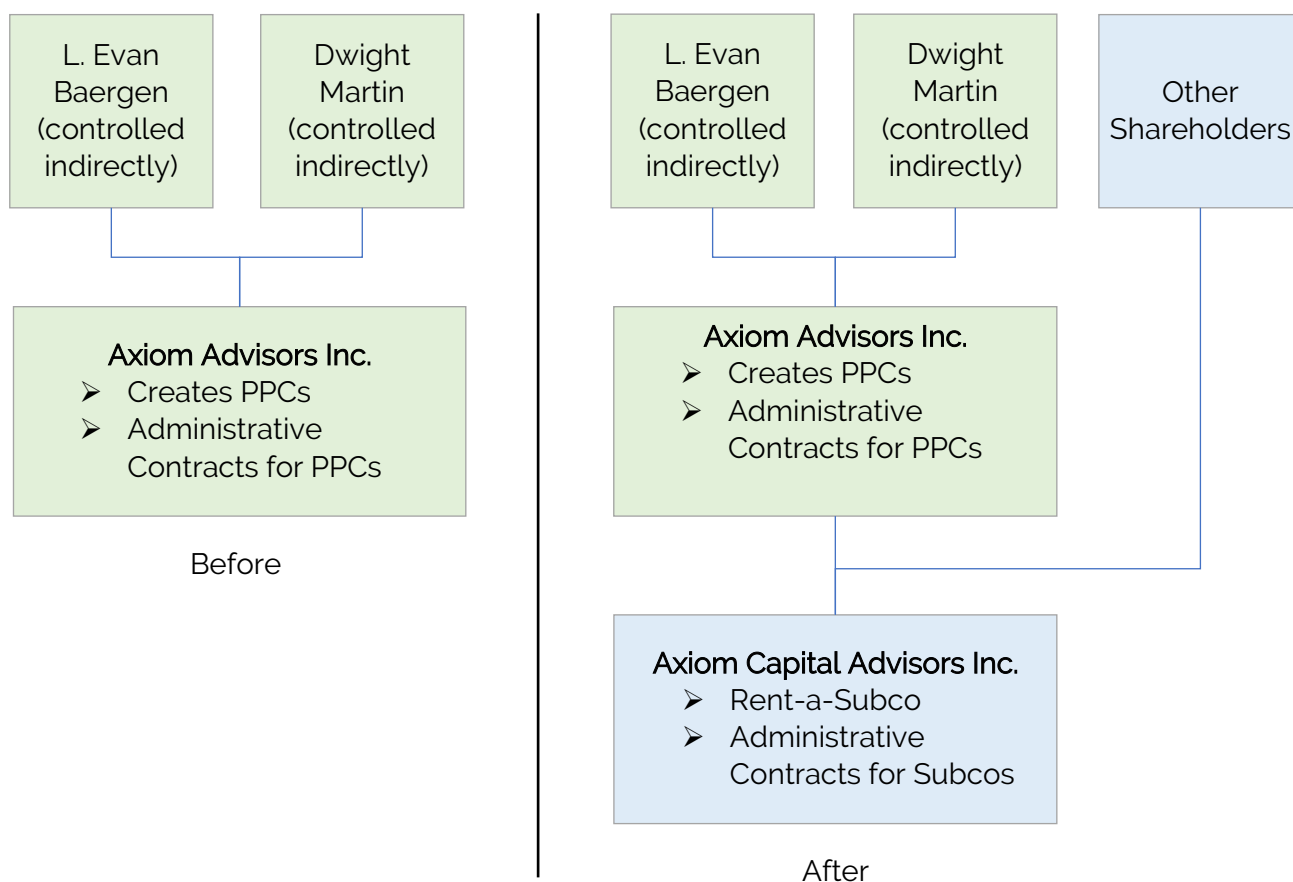 L. Evan
Baergen
(controlled
indirectly)
Dwight
Martin
(controlled
indirectly)
Axiom Advisors Inc.
➢ Creates PPCs
➢ Administrative
Contracts for PPCs
Before
L. Evan
Baergen
(controlled
indirectly)
Dwight
Martin
(controlled
indirectly)
Other
Shareholders
Axiom Advisors Inc.
➢ Creates PPCs
➢ Administrative
Contracts for PPCs
Axiom Capital Advisors Inc.
➢ Rent-a-Subco
➢ Administrative
Contracts for Subcos
After